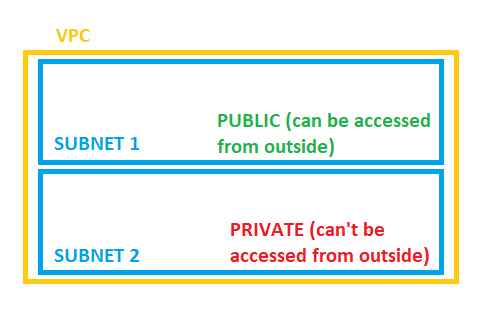 VPC
PUBLIC (can be accessed
from outside)
SUBNET 1
PRIVATE (can't be
accessed from outside)
SUBNET 2